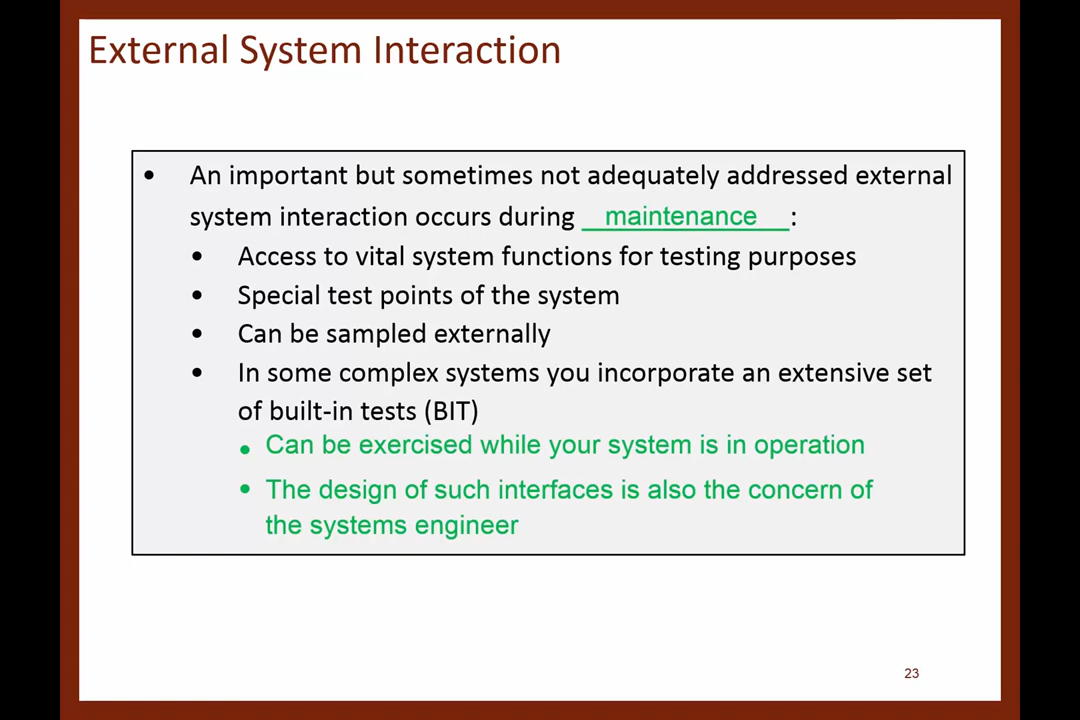 External System Interaction
• An important but sometimes not adequately addressed external
system interaction occurs during __maintenance__:
• Access to vital system functions for testing purposes
• Special test points of the system
• Can be sampled externally
• In some complex systems you incorporate an extensive set
of built-in tests (BIT)
• Can be exercised while your system is in operation
• The design of such interfaces is also the concern of
the systems engineer
23